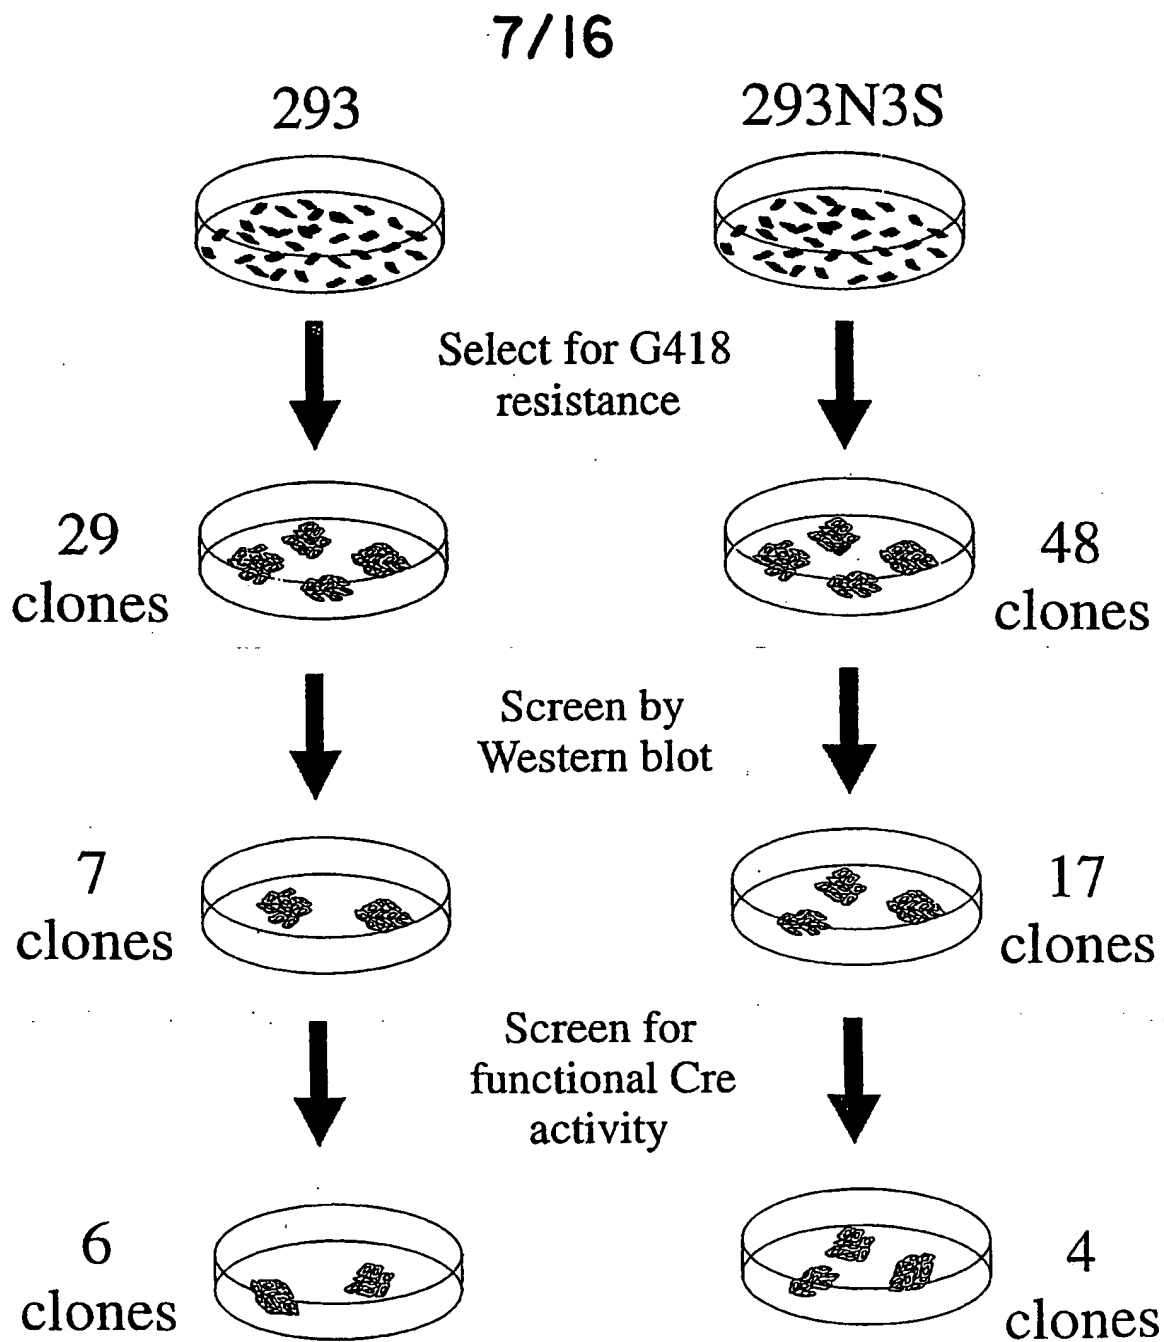 7/16
293
293N3S
Select for G418
resistance
29
clones
48
clones
Screen by
Western blot
7
clones
17
clones
Screen for
functional Cre
activity
6
clones
4
clones